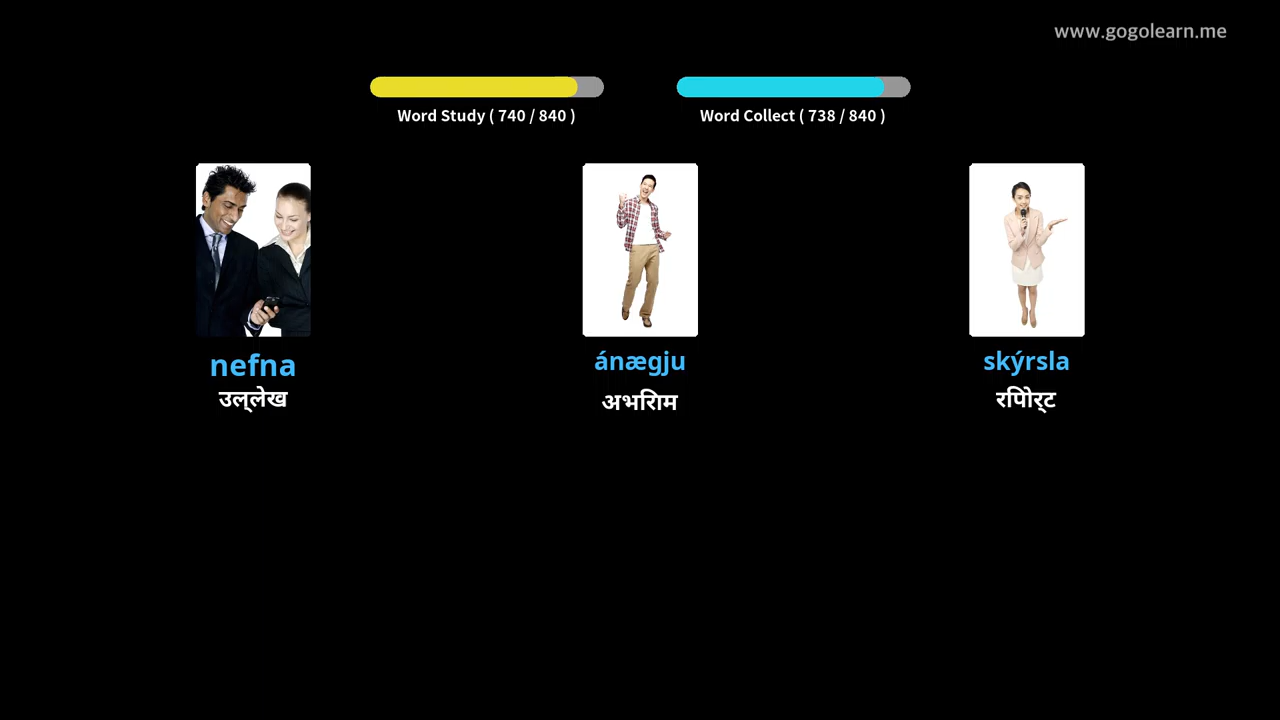 www.gogolearn.me
Word Study ( 740 / 840 )
Word Collect ( 738 / 840 )
nefna
उल्लेख
ánægju
अभिराम
skýrsla
रिपोर्ट